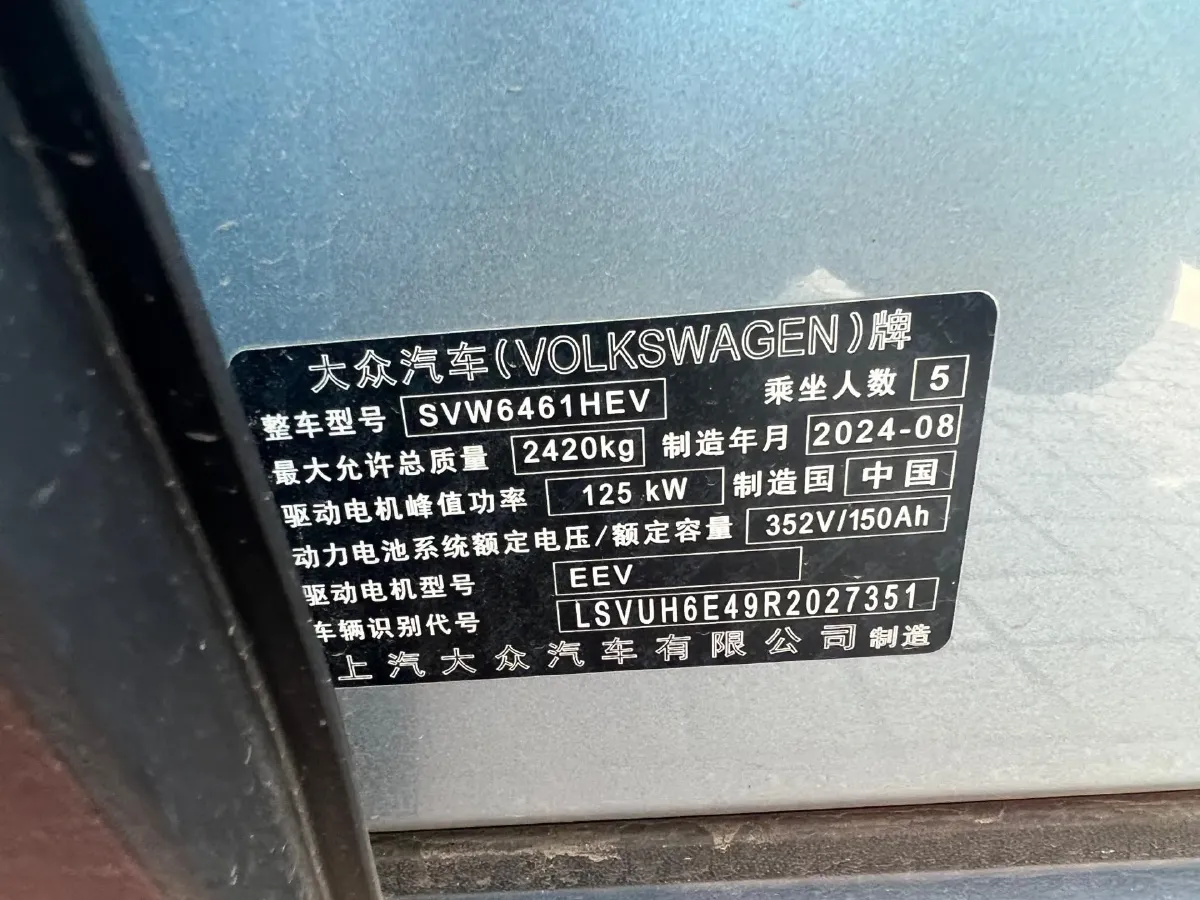 大众汽车(VOLKSWAGEN)牌
整车型号 SVW6461HEV 乘坐人数 5
最大允许总质量 2420kg 制造年月 2024-08
驱动电机峰值功率 125 kW 制造国 中国
动力电池系统额定电压/额定容量 352V/150Ah
驱动电机型号 EEV
车辆识别代号 LSVUH6E49R2027351
上汽大众汽车有限公司 制造